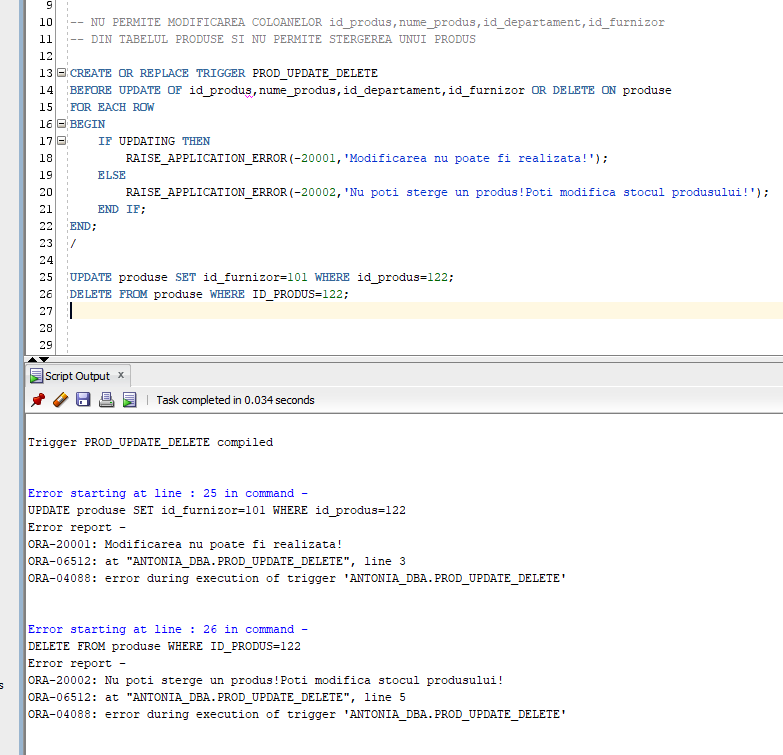 9
10 -- NU PERMITE MODIFICAREA COLOANELOR id_produs,nume_produs,id_departament,id_furnizor
11 -- DIN TABELUL PRODUSE SI NU PERMITE STERGEREA UNUI PRODUS
12
13 CREATE OR REPLACE TRIGGER PROD_UPDATE_DELETE
14 BEFORE UPDATE OF id_produs,nume_produs,id_departament,id_furnizor OR DELETE ON produse
15 FOR EACH ROW
16 BEGIN
17 IF UPDATING THEN
18 RAISE_APPLICATION_ERROR(-20001,'Modificarea nu poate fi realizata!');
19 ELSE
20 RAISE_APPLICATION_ERROR(-20002,'Nu poti sterge un produs!Poti modifica stocul produsului!');
21 END IF;
22 END;
23 /
24
25 UPDATE produse SET id_furnizor=101 WHERE id_produs=122;
26 DELETE FROM produse WHERE ID_PRODUS=122;
27
28
29
Script Output x
Task completed in 0.034 seconds
Trigger PROD_UPDATE_DELETE compiled
Error starting at line : 25 in command -
UPDATE produse SET id_furnizor=101 WHERE id_produs=122
Error report -
ORA-20001: Modificarea nu poate fi realizata!
ORA-06512: at "ANTONIA_DBA.PROD_UPDATE_DELETE", line 3
ORA-04088: error during execution of trigger 'ANTONIA_DBA.PROD_UPDATE_DELETE'
Error starting at line : 26 in command -
DELETE FROM produse WHERE ID_PRODUS=122
Error report -
ORA-20002: Nu poti sterge un produs!Poti modifica stocul produsului!
s
ORA-06512: at "ANTONIA_DBA.PROD_UPDATE_DELETE", line 5
ORA-04088: error during execution of trigger 'ANTONIA_DBA.PROD_UPDATE_DELETE'